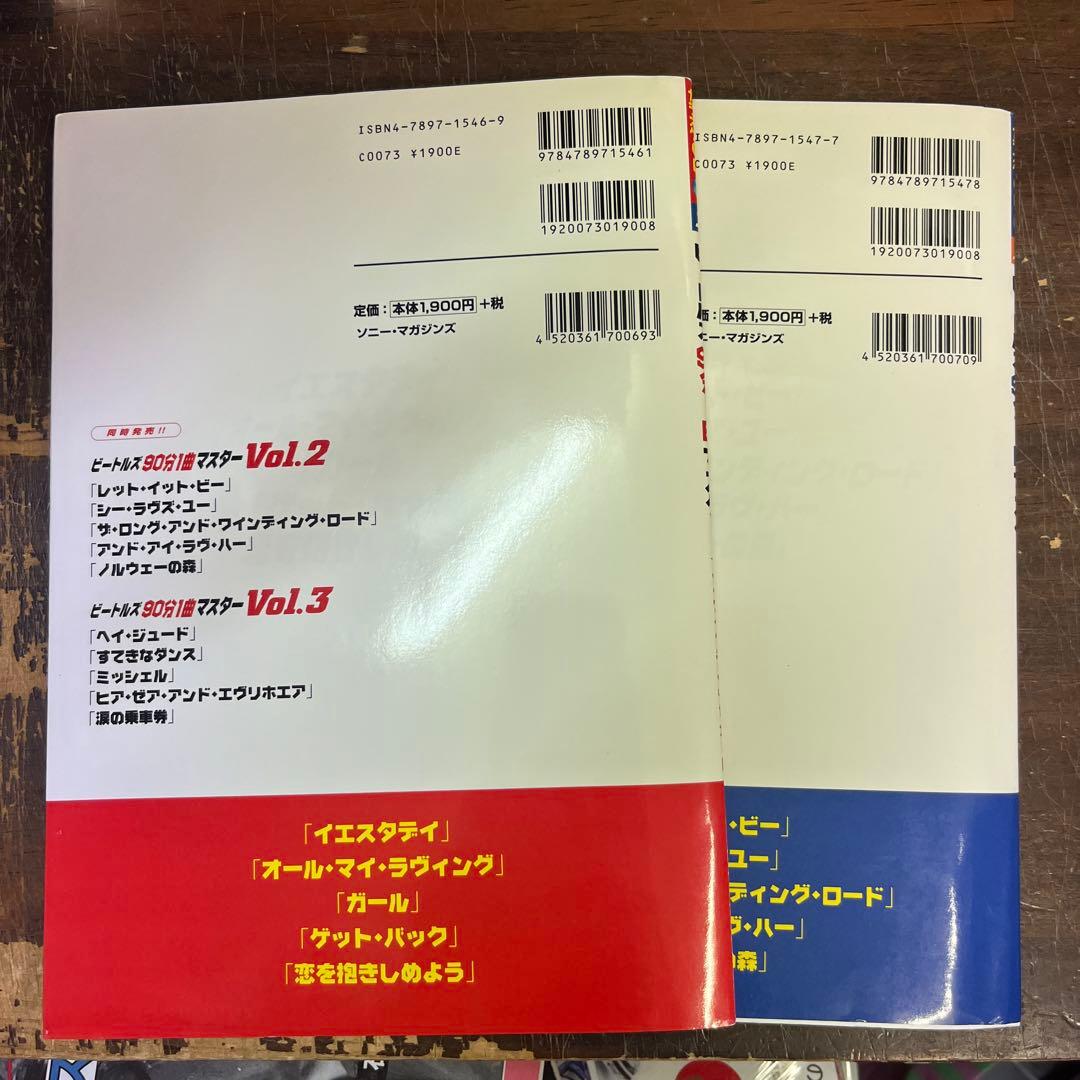 ISBN4-7897-1546-9
C0073 ¥1900E
9784789715461
1920073019008
定価：本体1,900円+税
ソニー・マガジンズ
4520361700693
同時発売!!
ビートルズ90分1曲マスターVol.2
「レット・イット・ビー」
「シー・ラヴズ・ユー」
「ザ・ロング・アンド・ワインディング・ロード」
「アンド・アイ・ラヴ・ハー」
「ノルウェーの森」
ビートルズ90分1曲マスターVol.3
「ヘイ・ジュード」
「すてきなダンス」
「ミッシェル」
「ヒア・ゼア・アンド・エヴリホエア」
「涙の乗車券」
「イエスタデイ」
「オール・マイ・ラヴィング」
「ガール」
「ゲット・バック」
「恋を抱きしめよう」
ISBN4-7897-1547-7
C0073 ¥1900E
9784789715478
1920073019008
価：本体1,900円+税
ニー・マガジンズ
4520361700709
・ビー」
ユー」
ディング・ロード」
ヴ・ハー」
の森」